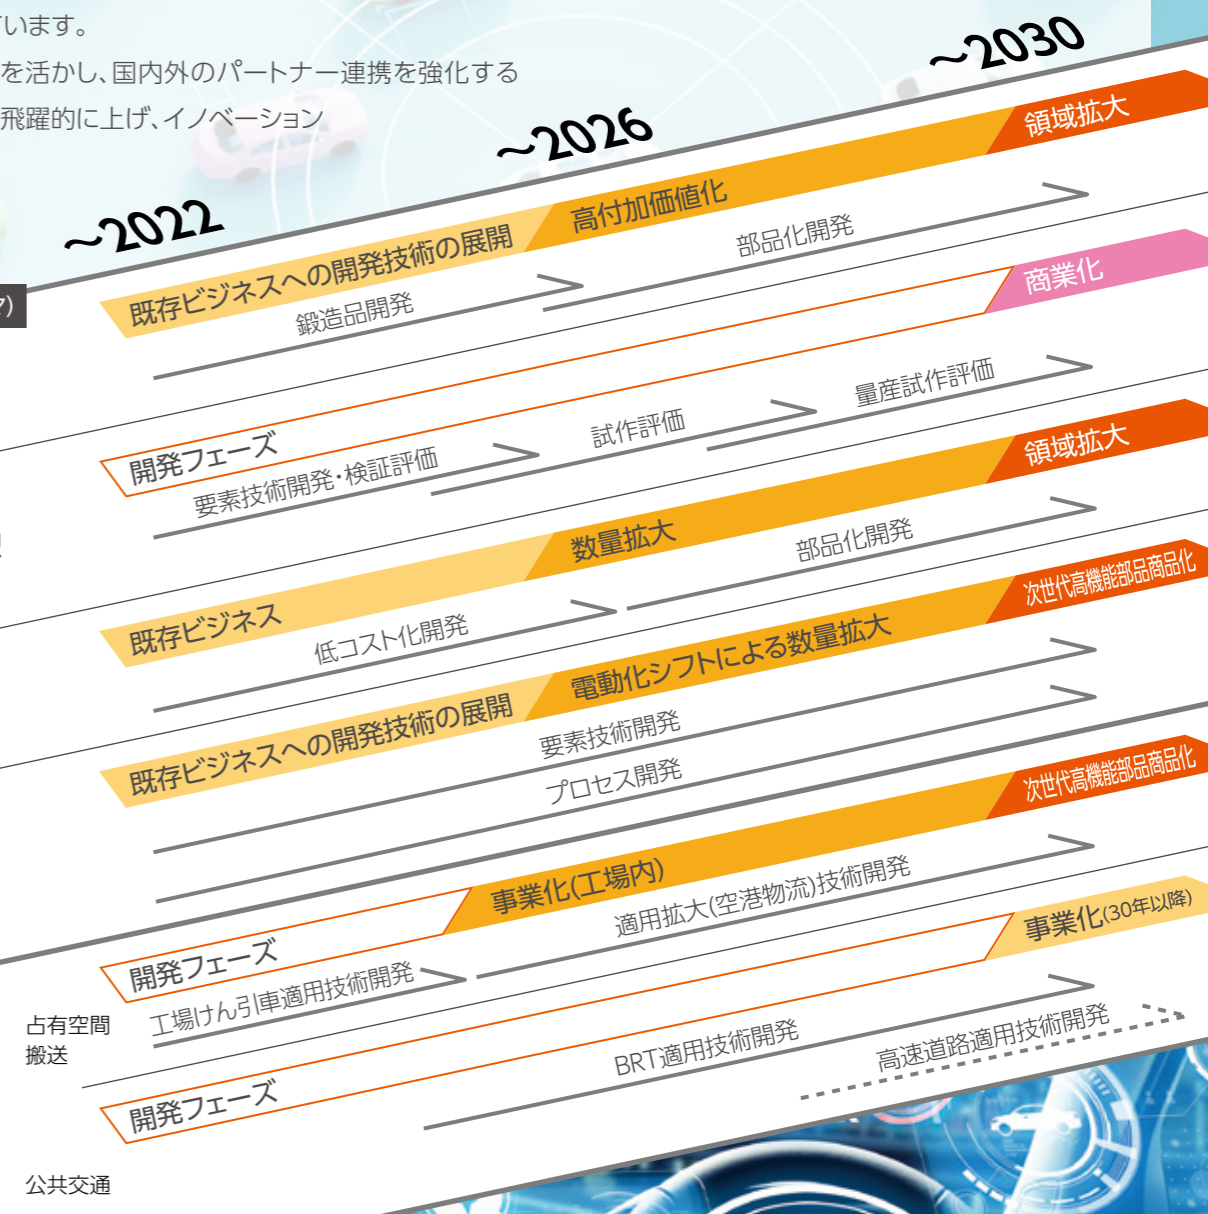 います。
を活かし、国内外のパートナー連携を強化する
飛躍的に上げ、イノベーション
～2022
～2026
～2030
既存ビジネスへの開発技術の展開
高付加価値化
領域拡大
鍛造品開発
部品化開発
開発フェーズ
商業化
要素技術開発・検証評価
試作評価
量産試作評価
既存ビジネス
数量拡大
領域拡大
低コスト化開発
部品化開発
既存ビジネスへの開発技術の展開
電動化シフトによる数量拡大
次世代高機能部品商品化
要素技術開発
プロセス開発
占有空間
搬送
開発フェーズ
事業化(工場内)
次世代高機能部品商品化
工場けん引車適用技術開発
適用拡大(空港物流)技術開発
公共交通
開発フェーズ
事業化(30年以降)
BRT適用技術開発
高速道路適用技術開発